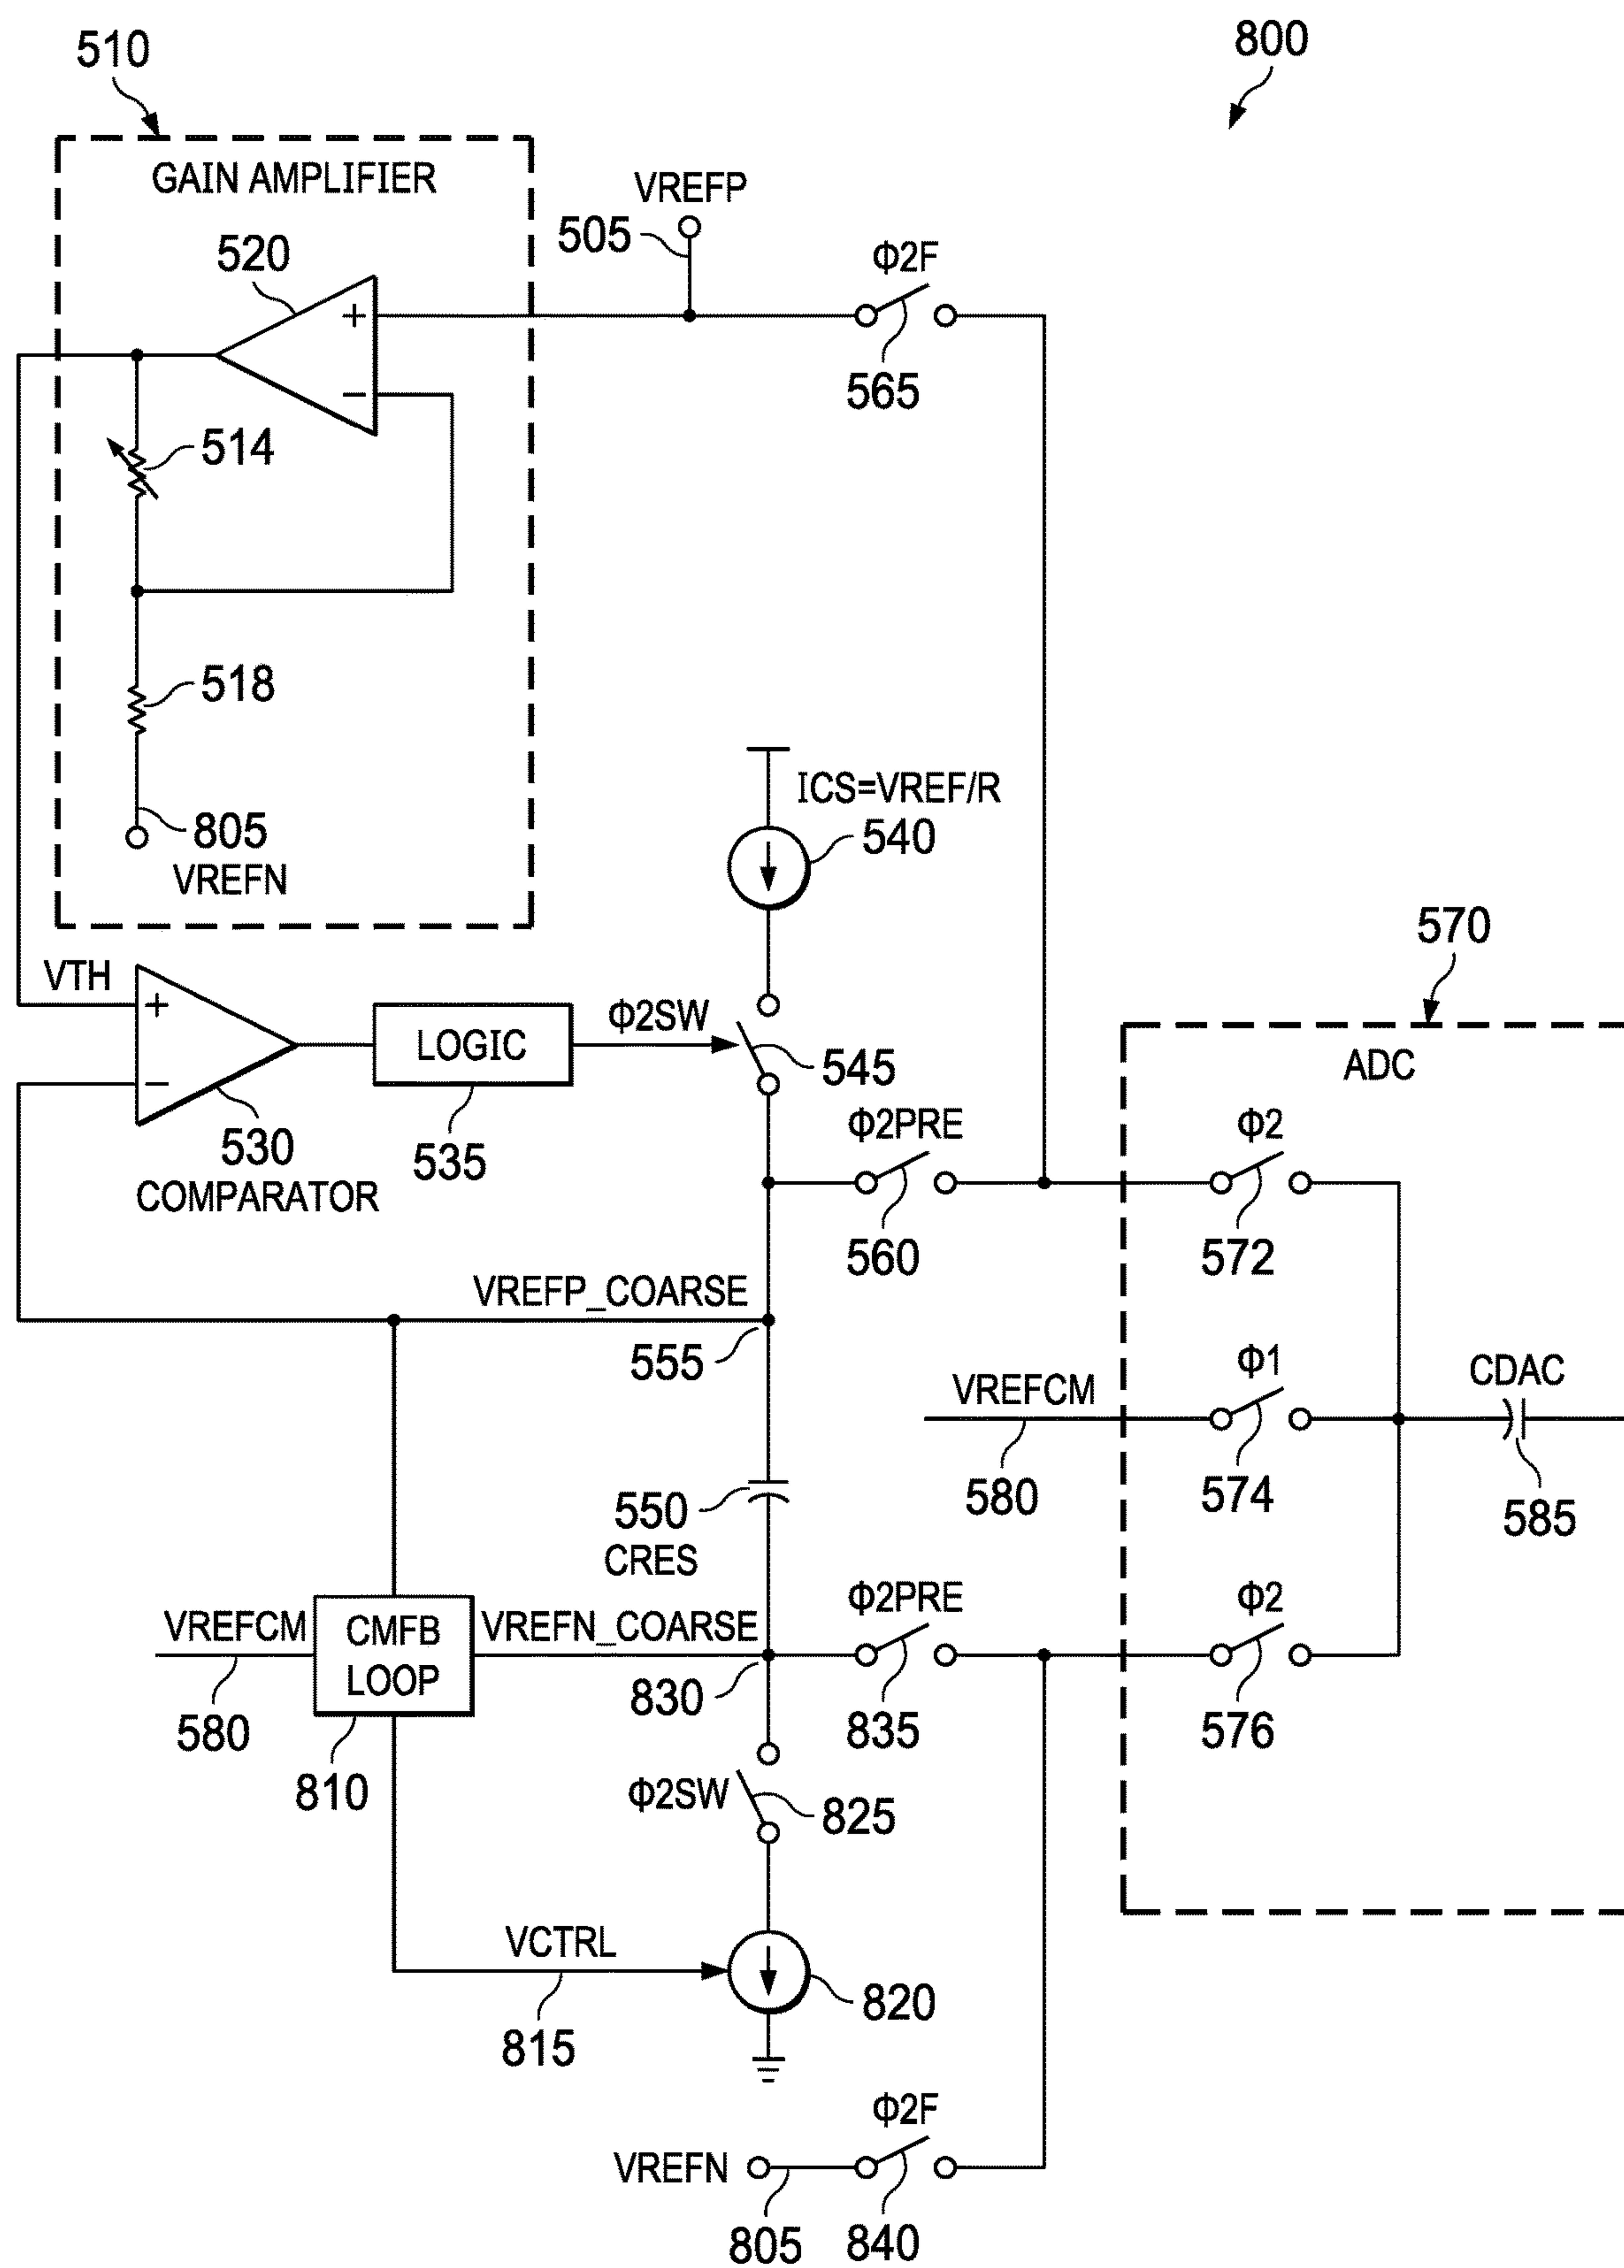 510
800
GAIN AMPLIFIER
VREFP
505
520
Φ2F
+
−
565
514
518
ICS=VREF/R
540
805
VREFN
570
VTH
+
−
LOGIC
Φ2SW
545
ADC
530
COMPARATOR
535
Φ2PRE
560
Φ2
572
VREFP_COARSE
555
VREFCM
580
Φ1
574
CDAC
585
550
CRES
VREFCM
580
CMFB
LOOP
810
VREFN_COARSE
830
Φ2PRE
835
Φ2
576
Φ2SW
825
VCTRL
815
820
Φ2F
VREFN
805
840